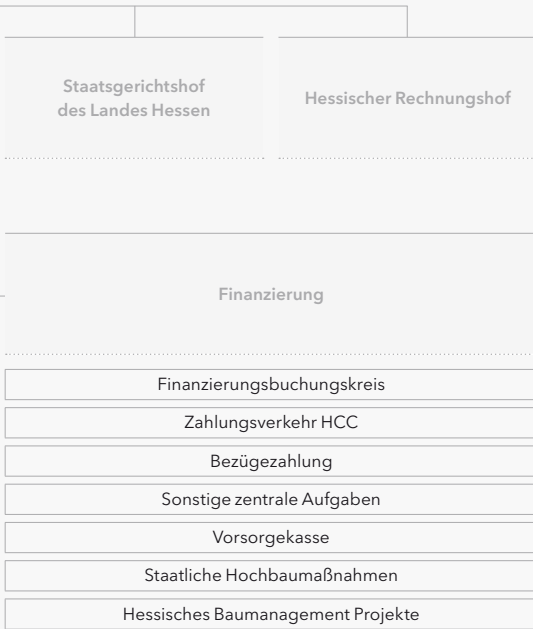 Staatsgerichtshof
des Landes Hessen
Hessischer Rechnungshof
Finanzierung
Finanzierungsbuchungskreis
Zahlungsverkehr HCC
Bezügezahlung
Sonstige zentrale Aufgaben
Vorsorgekasse
Staatliche Hochbaumaßnahmen
Hessisches Baumanagement Projekte